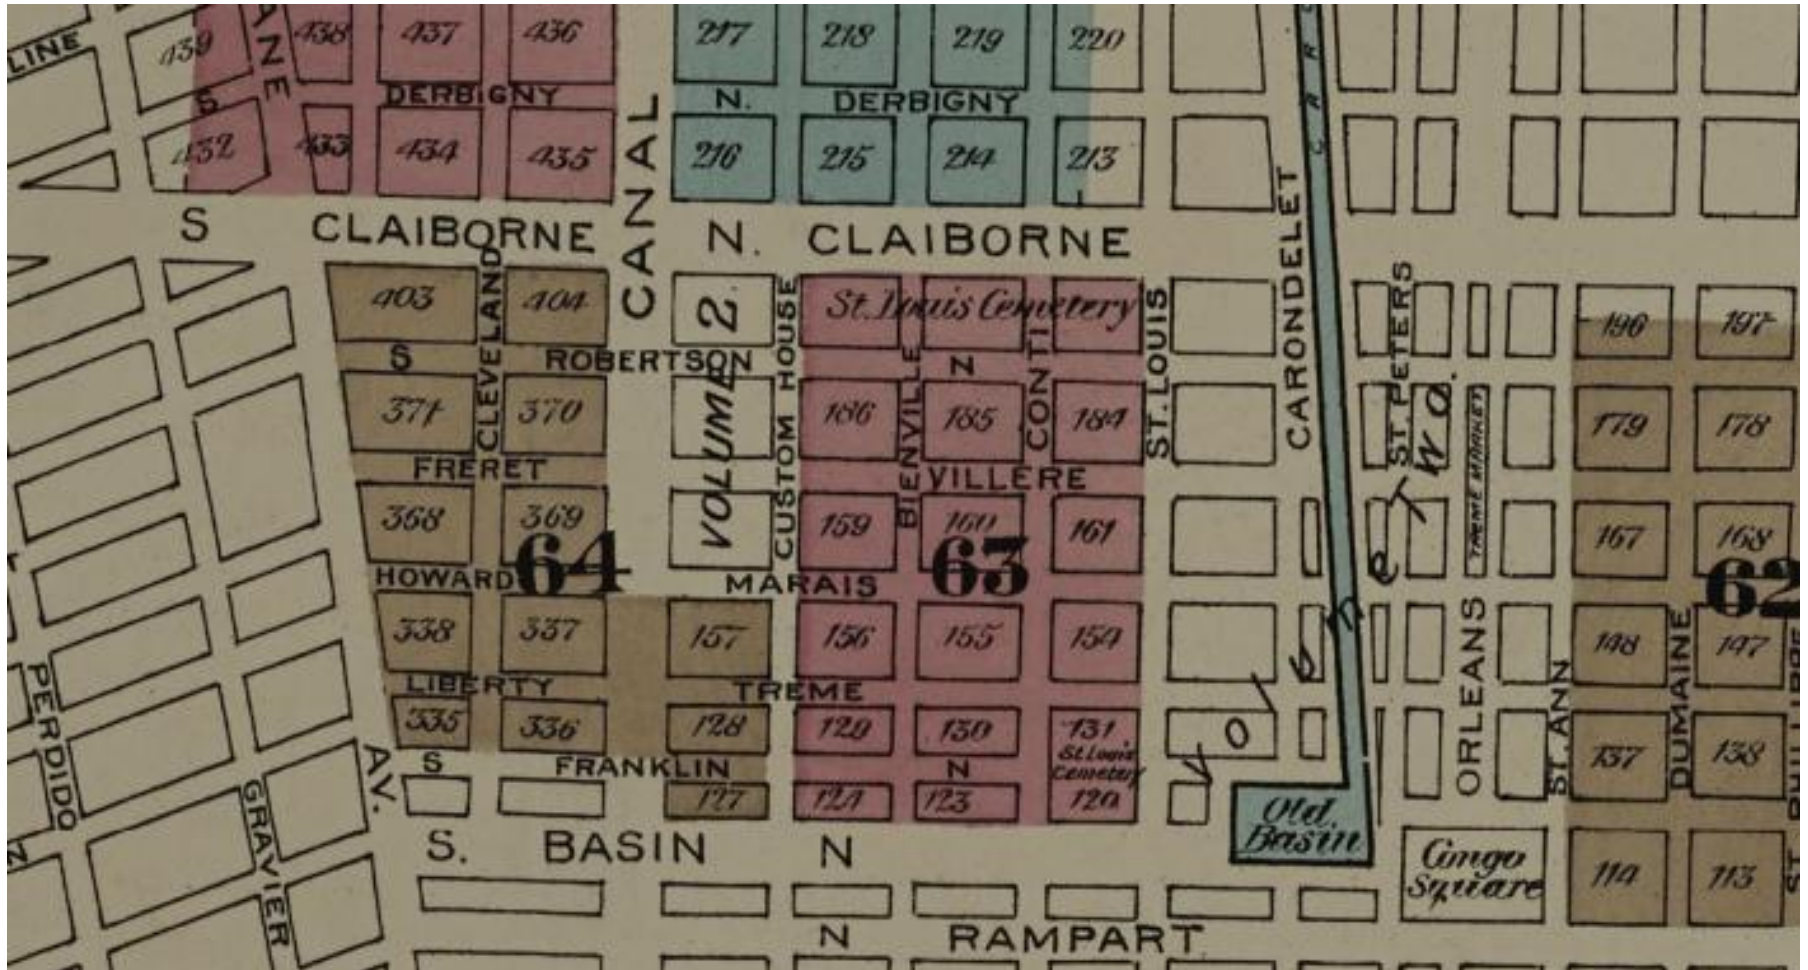 LINE
439
438
437
436
217
218
219
220
ANE
S
DERBIGNY
N.
DERBIGNY
432
433
434
435
216
215
214
213
CANAL
S
CLAIBORNE
N.
CLAIBORNE
CARONDELET
403
CLEVELAND
404
VOLUME 2.
CUSTOM HOUSE
St. Louis Cemetery
ST. LOUIS
ST. PETERS
196
197
S
ROBERTSON
BIENVILLE
N
CONTI
371
370
186
185
184
TREME MARKET
179
178
FRERET
VILLERE
368
369
159
160
161
167
168
64
63
62
HOWARD
MARAIS
338
337
157
156
155
154
Volume Two.
ORLEANS
ST. ANN
148
DUMAINE
147
PERDIDO
LIBERTY
TREME
335
336
128
129
130
131
St. Louis
Cemetery
137
138
AV.
S
FRANKLIN
N
GRAVIER
127
124
123
120
Old
Basin
S.
BASIN
N
Congo
Square
114
113
ST
N
RAMPART